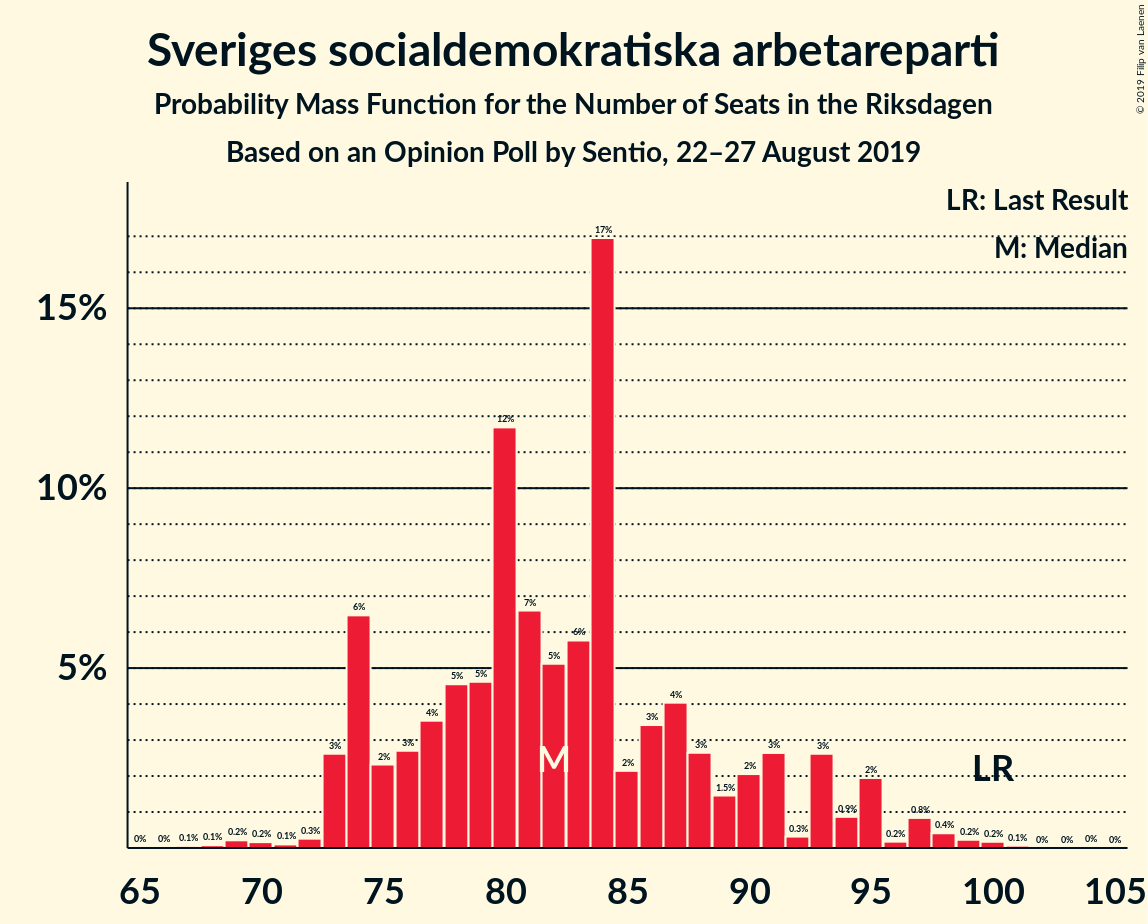 Sveriges socialdemokratiska arbetareparti
Probability Mass Function for the Number of Seats in the Riksdagen
Based on an Opinion Poll by Sentio, 22–27 August 2019
© 2019 Filip van Laenen
LR: Last Result
M: Median
15%
10%
5%
0% 0% 0.1% 0.1% 0.2% 0.2% 0.1% 0.3% 3% 6% 2% 3% 4% 5% 5% 12% 7% 5% 6% 17% 2% 3% 4% 3% 1.5% 2% 3% 0.3% 3% 0.9% 2% 0.2% 0.8% 0.4% 0.2% 0.2% 0.1% 0% 0% 0% 0%
M
LR
65 70 75 80 85 90 95 100 105